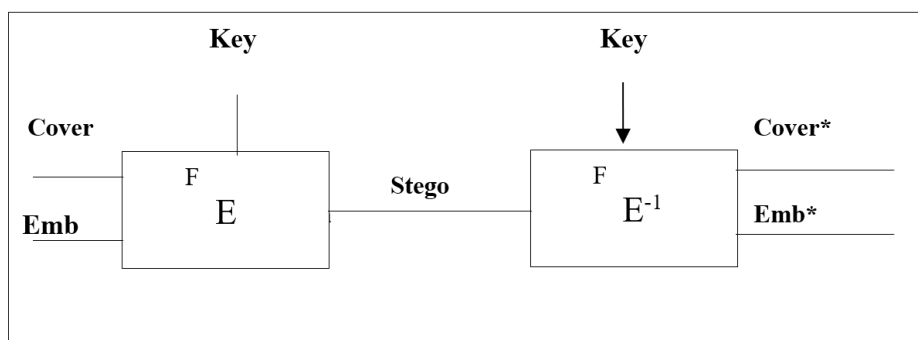 Key
Key
Cover
Cover*
F
F
E
Stego
E⁻¹
Emb
Emb*